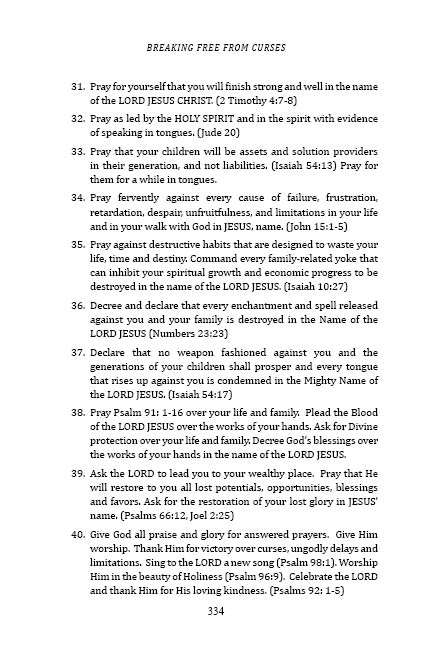 BREAKING FREE FROM CURSES
31. Pray for yourself that you will finish strong and well in the name
of the LORD JESUS CHRIST. (2 Timothy 4:7-8)
32. Pray as led by the HOLY SPIRIT and in the spirit with evidence
of speaking in tongues. (Jude 20)
33. Pray that your children will be assets and solution providers
in their generation, and not liabilities. (Isaiah 54:13) Pray for
them for a while in tongues.
34. Pray fervently against every cause of failure, frustration,
retardation, despair, unfruitfulness, and limitations in your life
and in your walk with God in JESUS, name. (John 15:1-5)
35. Pray against destructive habits that are designed to waste your
life, time and destiny. Command every family-related yoke that
can inhibit your spiritual growth and economic progress to be
destroyed in the name of the LORD JESUS. (Isaiah 10:27)
36. Decree and declare that every enchantment and spell released
against you and your family is destroyed in the Name of the
LORD JESUS (Numbers 23:23)
37. Declare that no weapon fashioned against you and the
generations of your children shall prosper and every tongue
that rises up against you is condemned in the Mighty Name of
the LORD JESUS. (Isaiah 54:17)
38. Pray Psalm 91: 1-16 over your life and family. Plead the Blood
of the LORD JESUS over the works of your hands. Ask for Divine
protection over your life and family. Decree God's blessings over
the works of your hands in the name of the LORD JESUS.
39. Ask the LORD to lead you to your wealthy place. Pray that He
will restore to you all lost potentials, opportunities, blessings
and favors. Ask for the restoration of your lost glory in JESUS'
name. (Psalms 66:12, Joel 2:25)
40. Give God all praise and glory for answered prayers. Give Him
worship. Thank Him for victory over curses, ungodly delays and
limitations. Sing to the LORD a new song (Psalm 98:1). Worship
Him in the beauty of Holiness (Psalm 96:9). Celebrate the LORD
and thank Him for His loving kindness. (Psalms 92: 1-5)
334